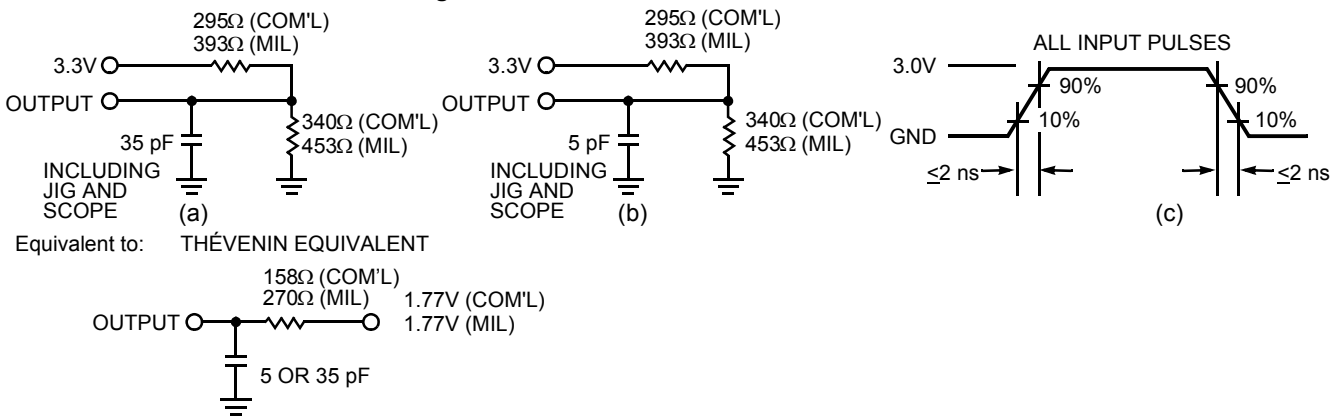 295Ω (COM'L)
393Ω (MIL)
3.3V
OUTPUT
340Ω (COM'L)
453Ω (MIL)
35 pF
INCLUDING
JIG AND
SCOPE
(a)
295Ω (COM'L)
393Ω (MIL)
3.3V
OUTPUT
340Ω (COM'L)
453Ω (MIL)
5 pF
INCLUDING
JIG AND
SCOPE
(b)
ALL INPUT PULSES
3.0V
90%
90%
10%
10%
GND
≤2 ns
≤2 ns
(c)
Equivalent to: THÉVENIN EQUIVALENT
158Ω (COM'L)
270Ω (MIL)
1.77V (COM'L)
1.77V (MIL)
OUTPUT
5 OR 35 pF